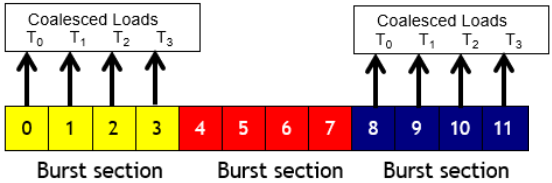 Coalesced Loads
T0 T1 T2 T3
Coalesced Loads
T0 T1 T2 T3
0 1 2 3 4 5 6 7 8 9 10 11
Burst section Burst section Burst section